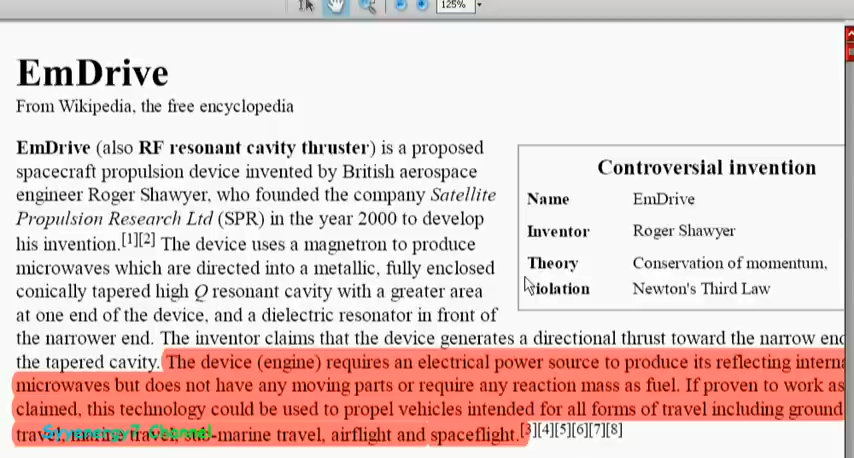 125%
EmDrive
From Wikipedia, the free encyclopedia
EmDrive (also RF resonant cavity thruster) is a proposed
spacecraft propulsion device invented by British aerospace
engineer Roger Shawyer, who founded the company Satellite
Propulsion Research Ltd (SPR) in the year 2000 to develop
his invention.[1][2] The device uses a magnetron to produce
microwaves which are directed into a metallic, fully enclosed
conically tapered high Q resonant cavity with a greater area
at one end of the device, and a dielectric resonator in front of
the narrower end. The inventor claims that the device generates a directional thrust toward the narrow end
the tapered cavity. The device (engine) requires an electrical power source to produce its reflecting interna
microwaves but does not have any moving parts or require any reaction mass as fuel. If proven to work as
claimed, this technology could be used to propel vehicles intended for all forms of travel including ground
travel, marine travel, sub-marine travel, airflight and spaceflight.[3][4][5][6][7][8]
Controversial invention
Name EmDrive
Inventor Roger Shawyer
Theory Conservation of momentum,
violation Newton's Third Law
Channel